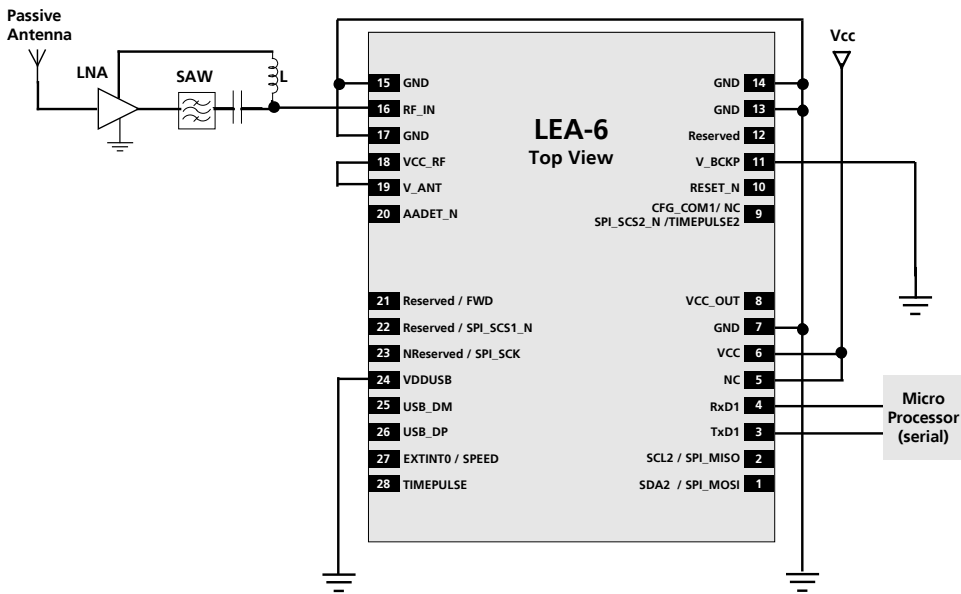 Passive
Antenna
LNA
SAW
L
Vcc
LEA-6
Top View
15 GND
16 RF_IN
17 GND
18 VCC_RF
19 V_ANT
20 AADET_N
21 Reserved / FWD
22 Reserved / SPI_SCS1_N
23 NReserved / SPI_SCK
24 VDDUSB
25 USB_DM
26 USB_DP
27 EXTINT0 / SPEED
28 TIMEPULSE
GND 14
GND 13
Reserved 12
V_BCKP 11
RESET_N 10
CFG_COM1/ NC
SPI_SCS2_N /TIMEPULSE2 9
VCC_OUT 8
GND 7
VCC 6
NC 5
RxD1 4
TxD1 3
SCL2 / SPI_MISO 2
SDA2 / SPI_MOSI 1
Micro
Processor
(serial)